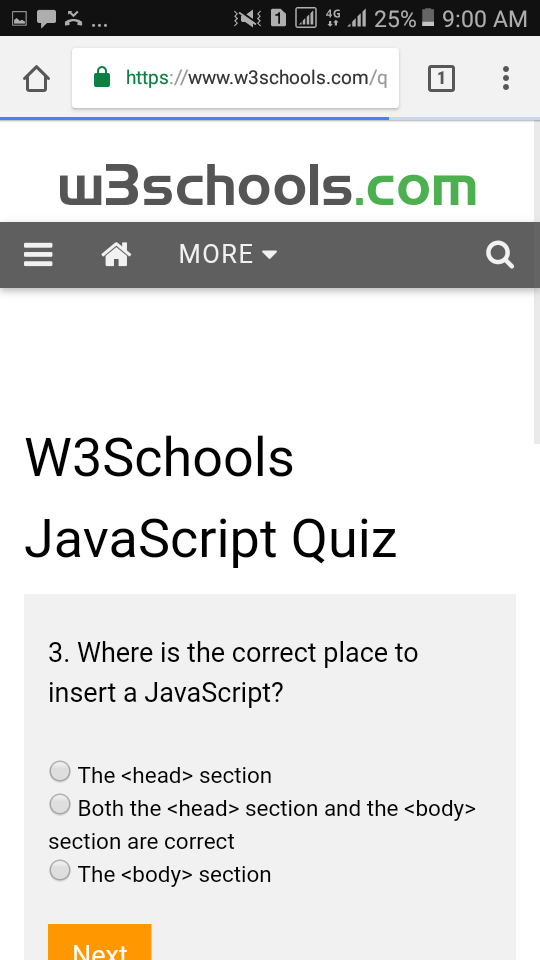 ... 1 4G 25% 9:00 AM
https://www.w3schools.com/q 1
w3schools.com
MORE
W3Schools
JavaScript Quiz
3. Where is the correct place to
insert a JavaScript?
The <head> section
Both the <head> section and the <body>
section are correct
The <body> section
Next